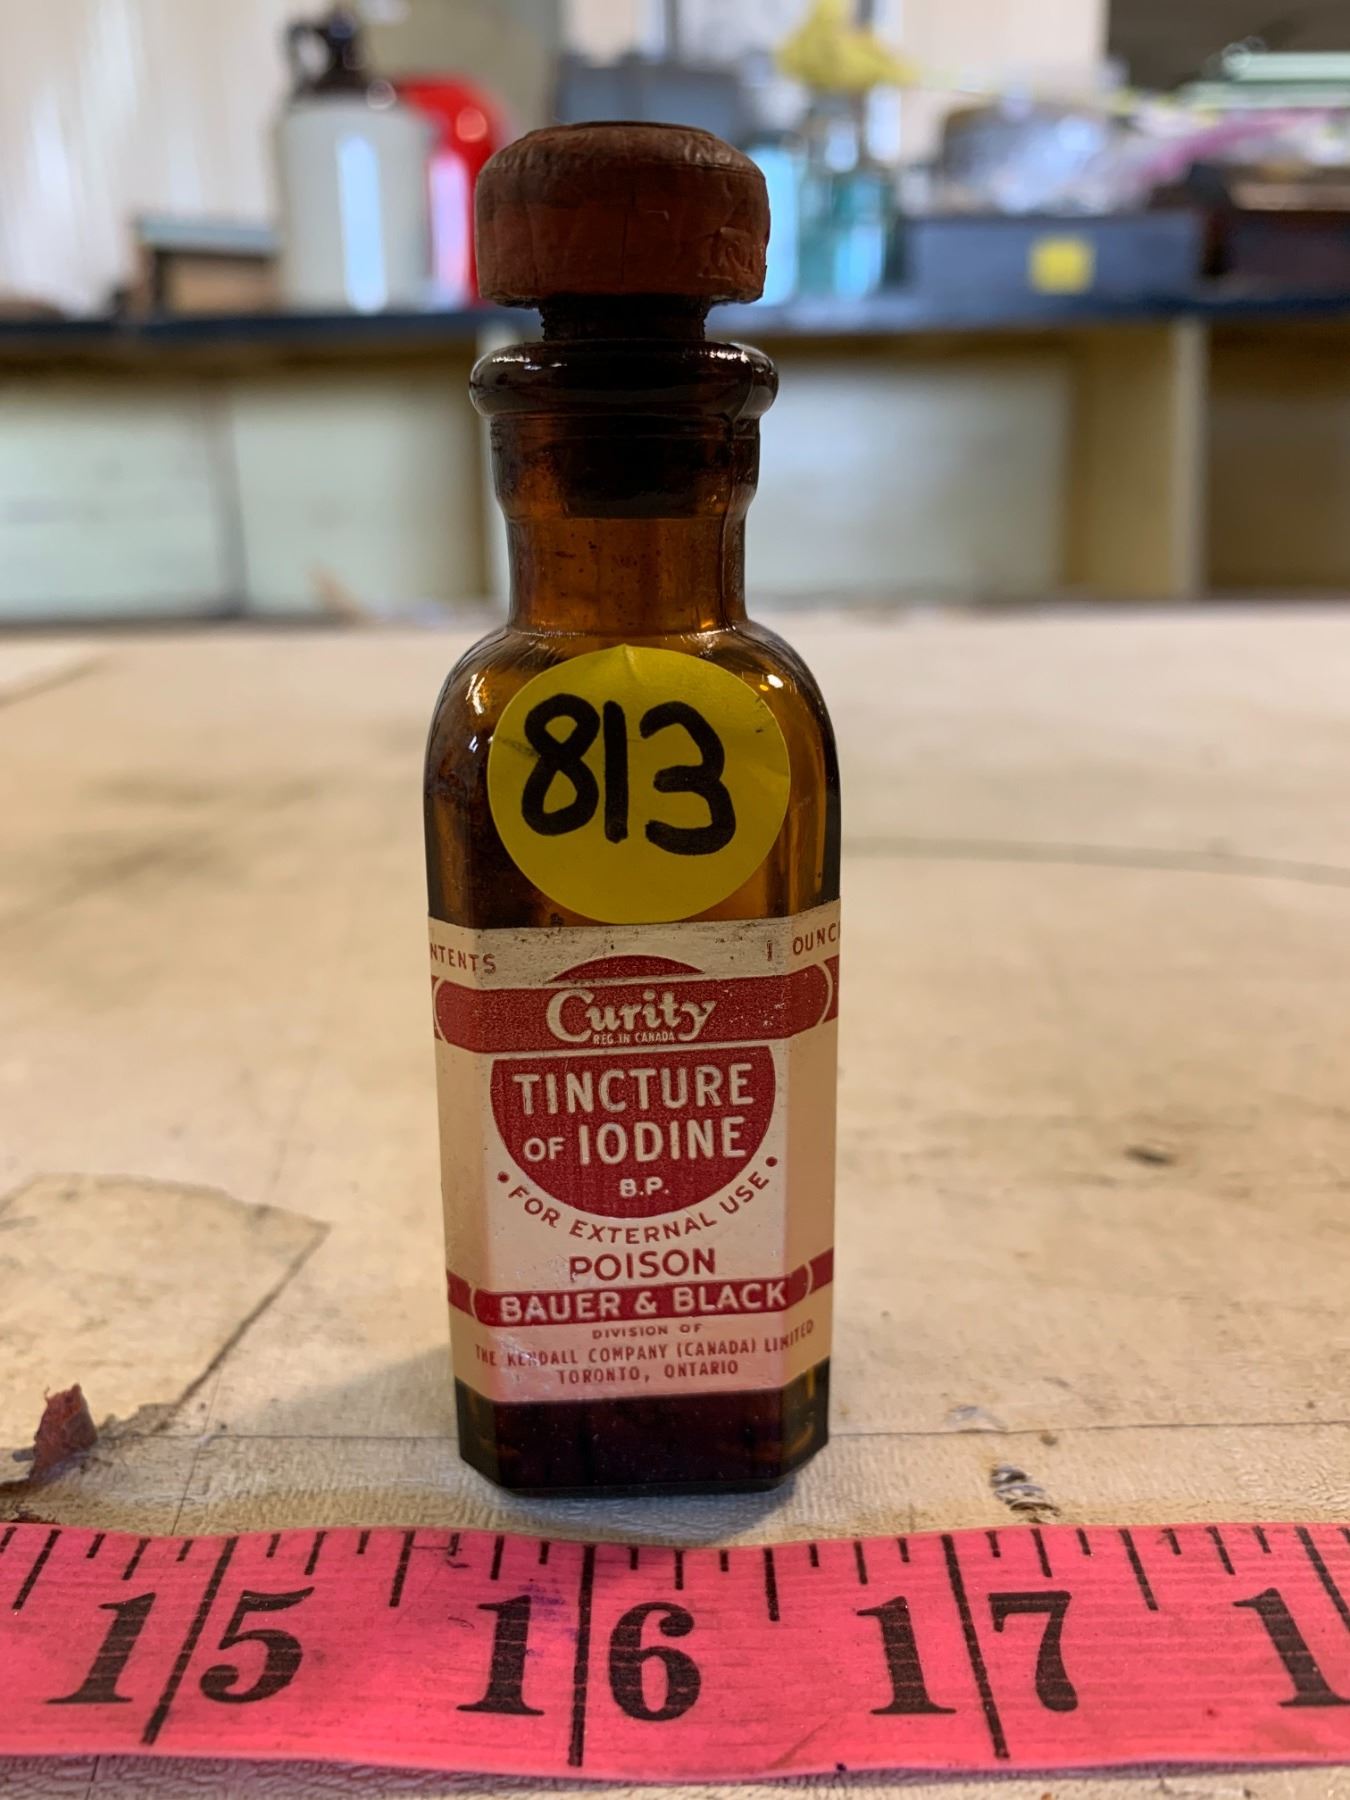 813
NTENTS 1 OUNC
Curity
REG. IN CANADA
TINCTURE
OF IODINE
B.P.
• FOR EXTERNAL USE •
POISON
BAUER & BLACK
DIVISION OF
THE KENDALL COMPANY (CANADA) LIMITED
TORONTO, ONTARIO
15 16 17 1